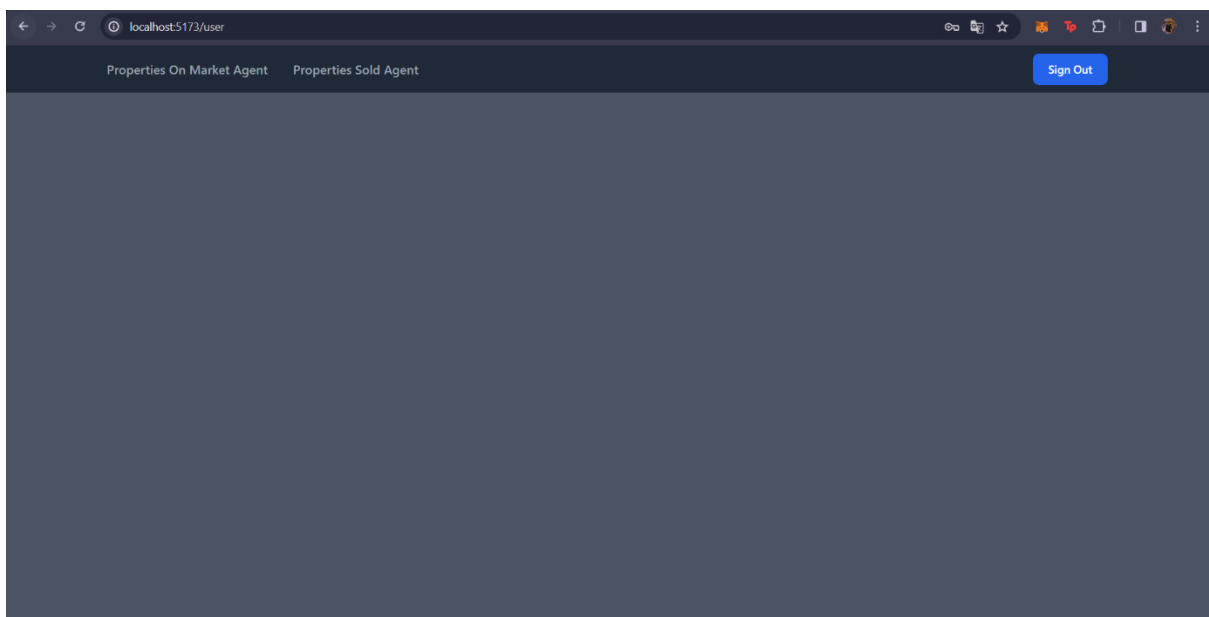 localhost:5173/user
Properties On Market Agent Properties Sold Agent Sign Out